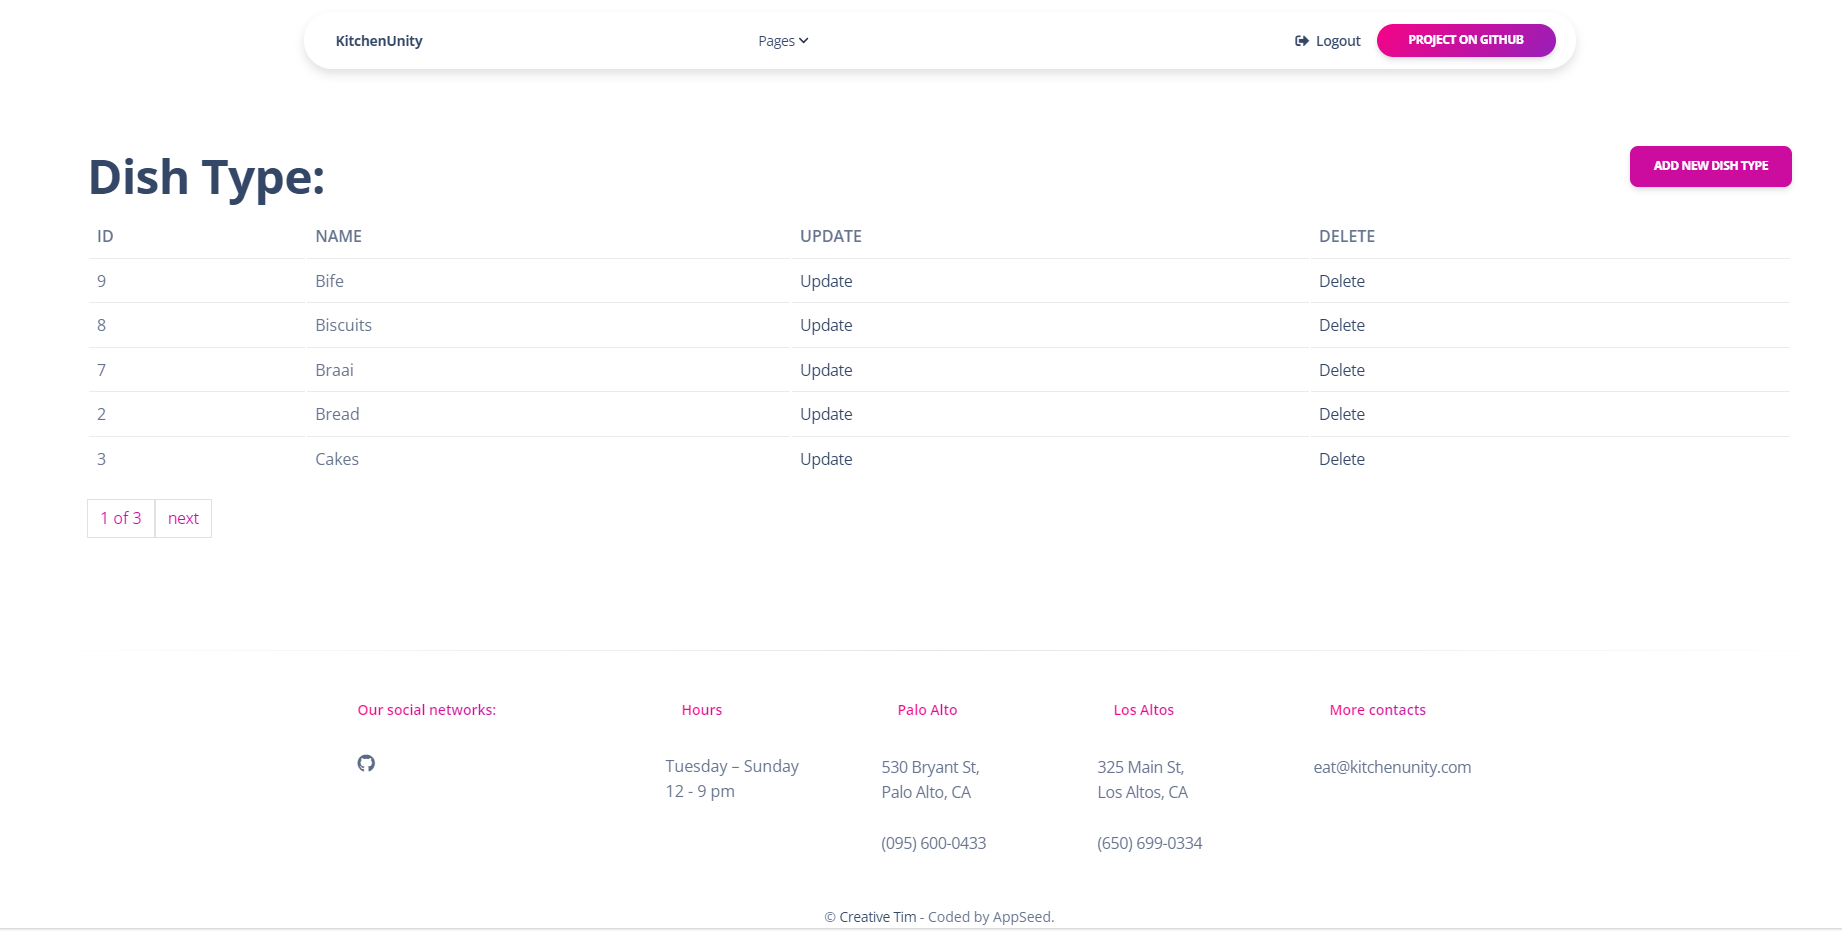 KitchenUnity
Pages
Logout
PROJECT ON GITHUB
Dish Type:
ADD NEW DISH TYPE
ID NAME UPDATE DELETE
9 Bife Update Delete
8 Biscuits Update Delete
7 Braai Update Delete
2 Bread Update Delete
3 Cakes Update Delete
1 of 3 next
Our social networks:
Hours
Tuesday – Sunday
12 - 9 pm
Palo Alto
530 Bryant St,
Palo Alto, CA
(095) 600-0433
Los Altos
325 Main St,
Los Altos, CA
(650) 699-0334
More contacts
eat@kitchenunity.com
© Creative Tim - Coded by AppSeed.